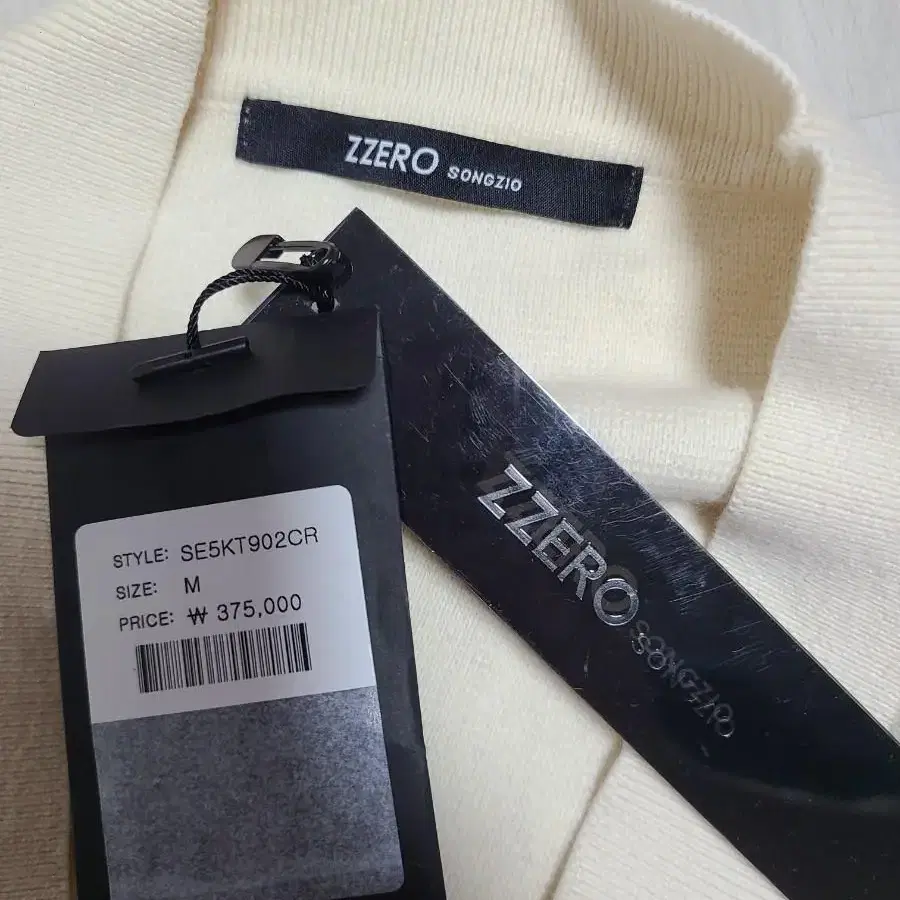 ZZERO SONGZIO
STYLE: SE5KT902CR
SIZE: M
PRICE: ₩ 375,000
ZZERO SONGZIO